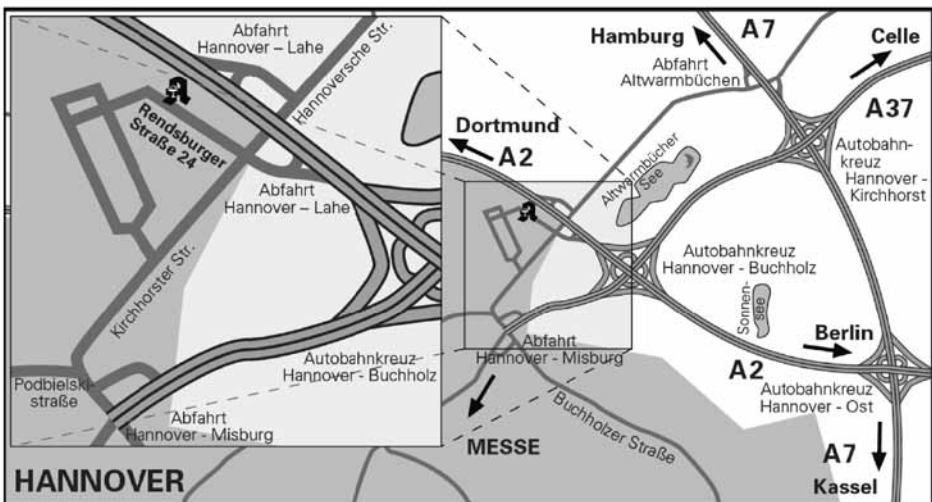 Abfahrt
Hannover – Lahe
Hannoversche Str.
Rendsburger
Straße 24
Abfahrt
Hannover – Lahe
Kirchhorster Str.
Autobahnkreuz
Hannover - Buchholz
Podbielski-
straße
Abfahrt
Hannover - Misburg
HANNOVER
Hamburg
A7
Celle
Abfahrt
Altwarmbüchen
A37
Dortmund
A2
Autobahn-
kreuz
Hannover -
Kirchhorst
Altwarmbücher
See
Autobahnkreuz
Hannover - Buchholz
Sonnen-
see
Berlin
Abfahrt
Hannover - Misburg
A2
Autobahnkreuz
Hannover - Ost
Buchholzer Straße
MESSE
A7
Kassel